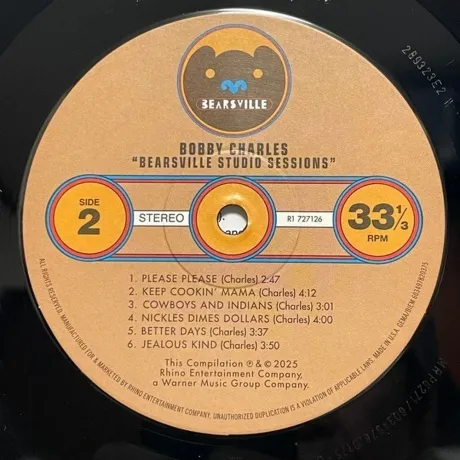 BEARSVILLE
BOBBY CHARLES
"BEARSVILLE STUDIO SESSIONS"
SIDE
2
STEREO
R1 727126
33 1/3
RPM
1. PLEASE PLEASE (Charles) 2:47
2. KEEP COOKIN' MAMA (Charles) 4:12
3. COWBOYS AND INDIANS (Charles) 3:01
4. NICKLES DIMES DOLLARS (Charles) 4:00
5. BETTER DAYS (Charles) 3:37
6. JEALOUS KIND (Charles) 3:50
This Compilation ℗ & © 2025
Rhino Entertainment Company,
a Warner Music Group Company.
ALL RIGHTS RESERVED. MANUFACTURED FOR & MARKETED BY RHINO ENTERTAINMENT COMPANY. UNAUTHORIZED DUPLICATION IS A VIOLATION OF APPLICABLE LAWS. MADE IN U.S.A. GEMA/BIEM